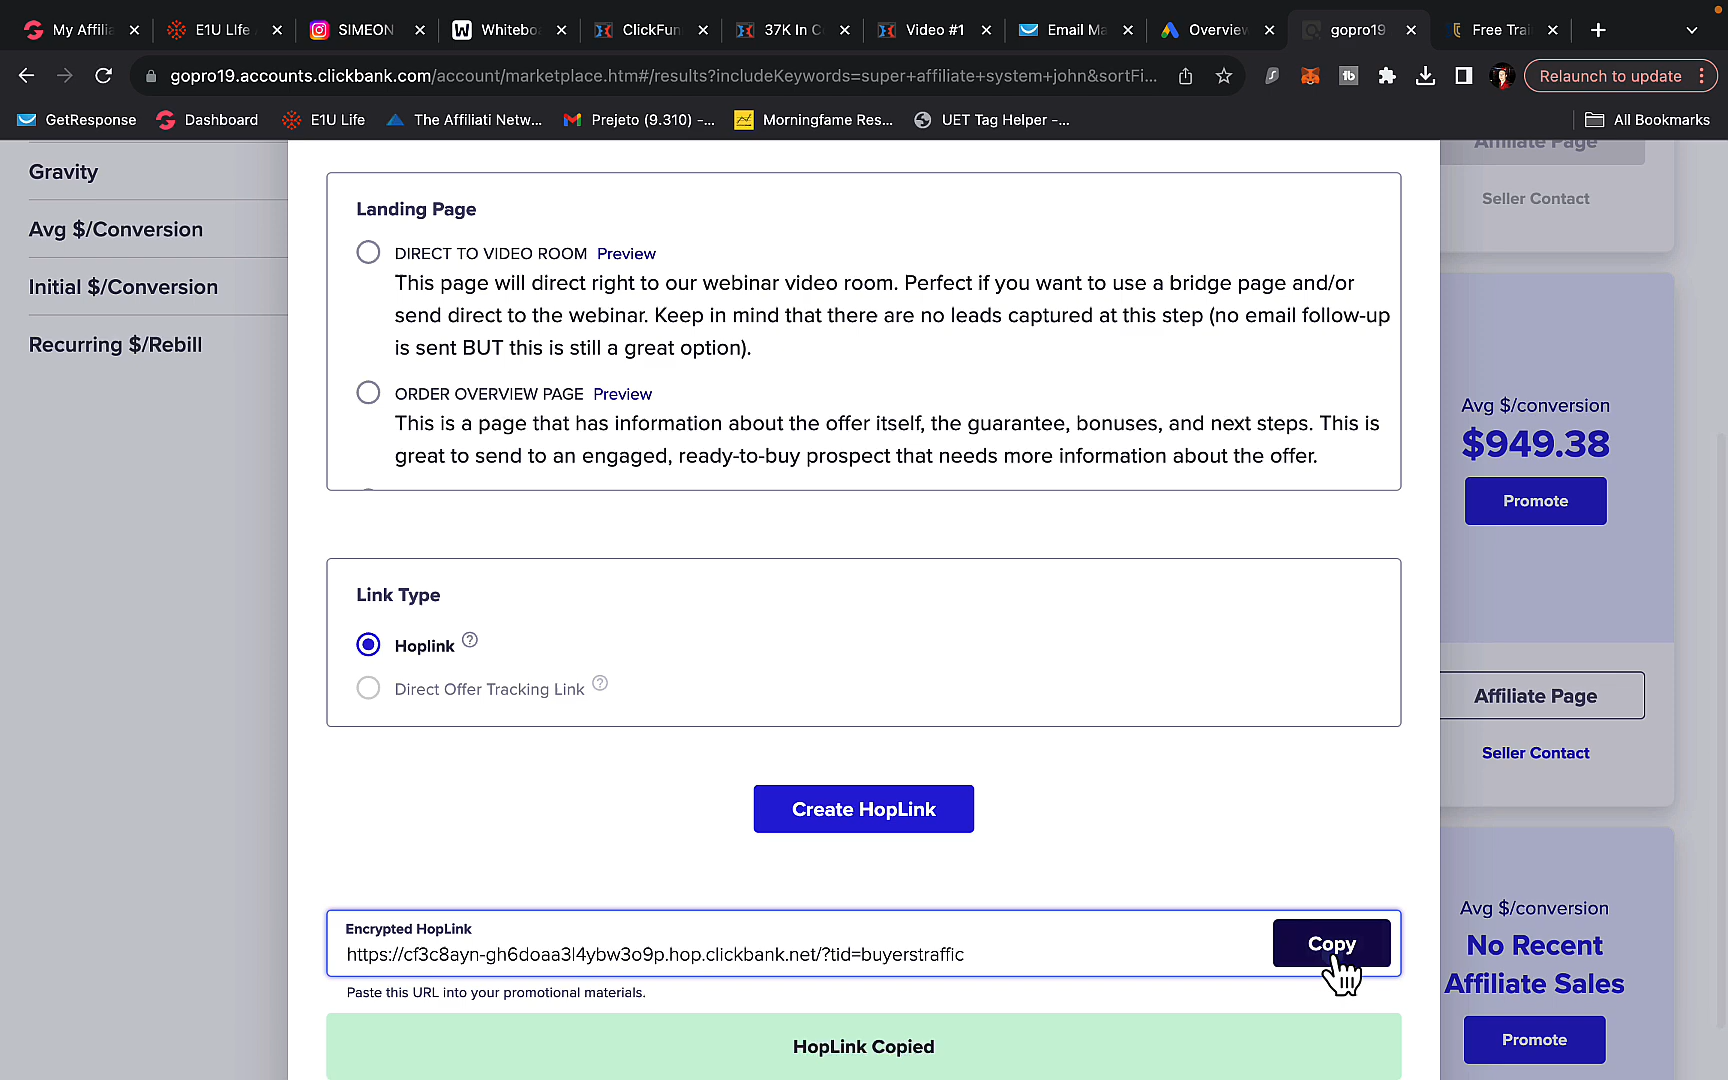 My Affilia
E1U LIfe
SIMEON
Whitebo
ClickFun
37K In C
Video #1
Email Ma
Overview
gopro19
Free Trai
gopro19.accounts.clickbank.com/account/marketplace.htm#/results?includeKeywords=super+affiliate+system+john&sortFi...
Relaunch to update
GetResponse
Dashboard
E1U Life
The Affiliati Netw...
Prejeto (9.310) -...
Morningfame Res...
UET Tag Helper -...
All Bookmarks
Gravity
Avg $/Conversion
Initial $/Conversion
Recurring $/Rebill
Landing Page
DIRECT TO VIDEO ROOM Preview
This page will direct right to our webinar video room. Perfect if you want to use a bridge page and/or
send direct to the webinar. Keep in mind that there are no leads captured at this step (no email follow-up
is sent BUT this is still a great option).
ORDER OVERVIEW PAGE Preview
This is a page that has information about the offer itself, the guarantee, bonuses, and next steps. This is
great to send to an engaged, ready-to-buy prospect that needs more information about the offer.
Link Type
Hoplink
Direct Offer Tracking Link
Create HopLink
Encrypted HopLink
https://cf3c8ayn-gh6doaa3l4ybw3o9p.hop.clickbank.net/?tid=buyerstraffic
Copy
Paste this URL into your promotional materials.
HopLink Copied
Affiliate Page
Seller Contact
Avg $/conversion
$949.38
Promote
Affiliate Page
Seller Contact
Avg $/conversion
No Recent
Affiliate Sales
Promote